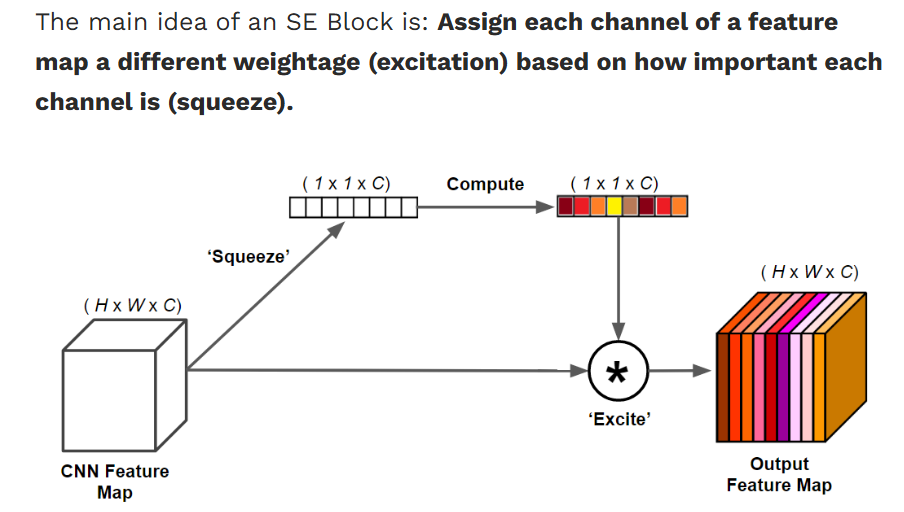 The main idea of an SE Block is: Assign each channel of a feature
map a different weightage (excitation) based on how important each
channel is (squeeze).
( 1 x 1 x C)
Compute
( 1 x 1 x C)
‘Squeeze’
( H x W x C)
( H x W x C)
*
‘Excite’
CNN Feature
Map
Output
Feature Map